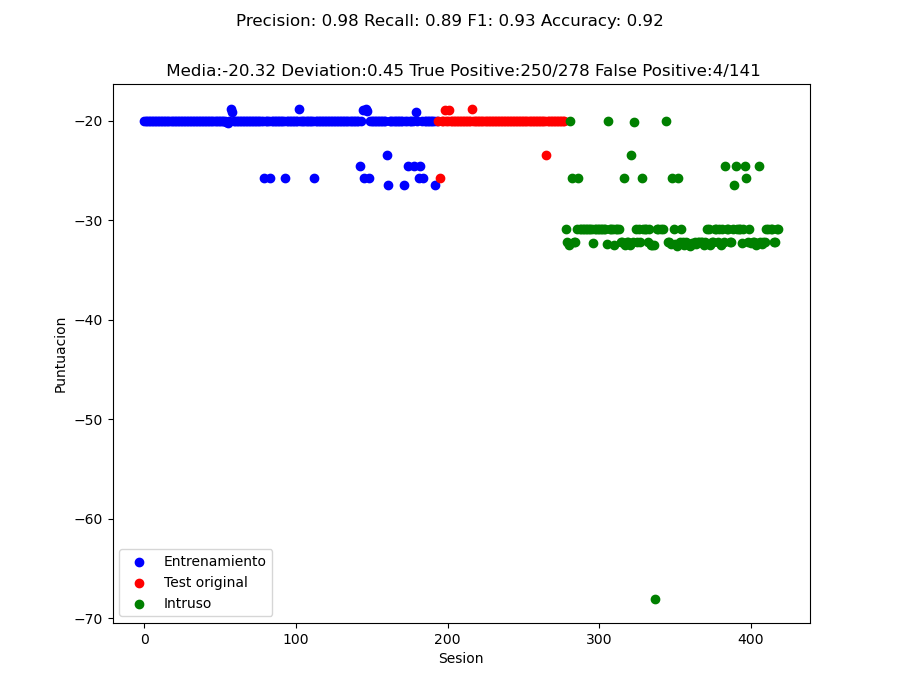 Precision: 0.98 Recall: 0.89 F1: 0.93 Accuracy: 0.92
Media:-20.32 Deviation:0.45 True Positive:250/278 False Positive:4/141
−20
−30
−40
−50
−60
−70
Puntuacion
Entrenamiento
Test original
Intruso
0 100 200 300 400
Sesion